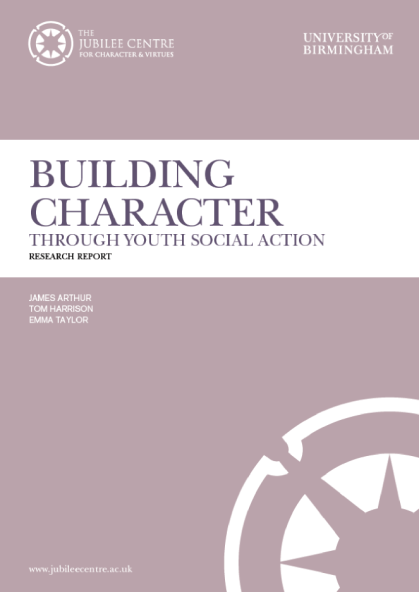 THE
JUBILEE CENTRE
FOR CHARACTER & VIRTUES
UNIVERSITY OF
BIRMINGHAM
BUILDING
CHARACTER
THROUGH YOUTH SOCIAL ACTION
RESEARCH REPORT
JAMES ARTHUR
TOM HARRISON
EMMA TAYLOR
www.jubileecentre.ac.uk